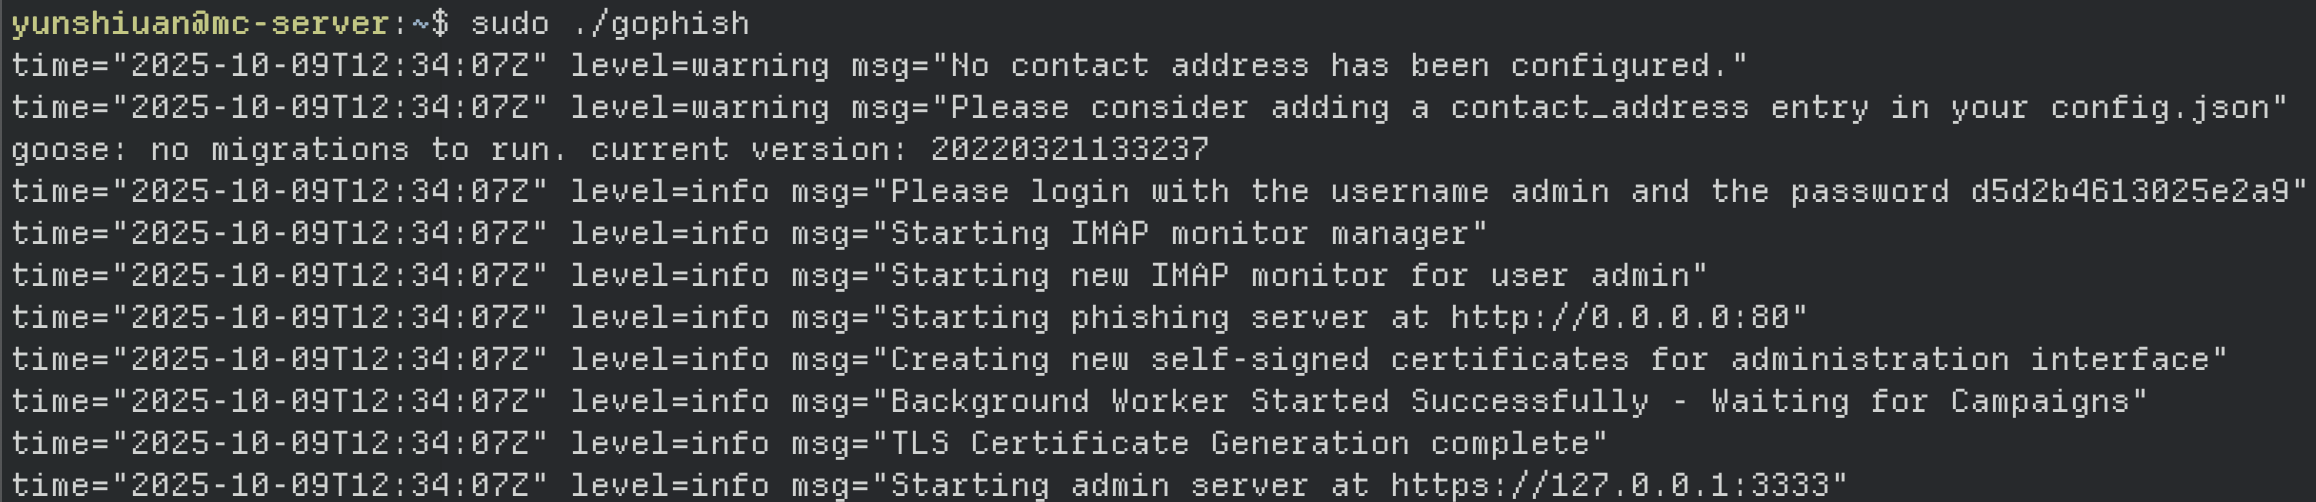 yunshiuan@mc-server:~$ sudo ./gophish
time="2025-10-09T12:34:07Z" level=warning msg="No contact address has been configured."
time="2025-10-09T12:34:07Z" level=warning msg="Please consider adding a contact_address entry in your config.json"
goose: no migrations to run. current version: 20220321133237
time="2025-10-09T12:34:07Z" level=info msg="Please login with the username admin and the password d5d2b4613025e2a9"
time="2025-10-09T12:34:07Z" level=info msg="Starting IMAP monitor manager"
time="2025-10-09T12:34:07Z" level=info msg="Starting new IMAP monitor for user admin"
time="2025-10-09T12:34:07Z" level=info msg="Starting phishing server at http://0.0.0.0:80"
time="2025-10-09T12:34:07Z" level=info msg="Creating new self-signed certificates for administration interface"
time="2025-10-09T12:34:07Z" level=info msg="Background Worker Started Successfully - Waiting for Campaigns"
time="2025-10-09T12:34:07Z" level=info msg="TLS Certificate Generation complete"
time="2025-10-09T12:34:07Z" level=info msg="Starting admin server at https://127.0.0.1:3333"